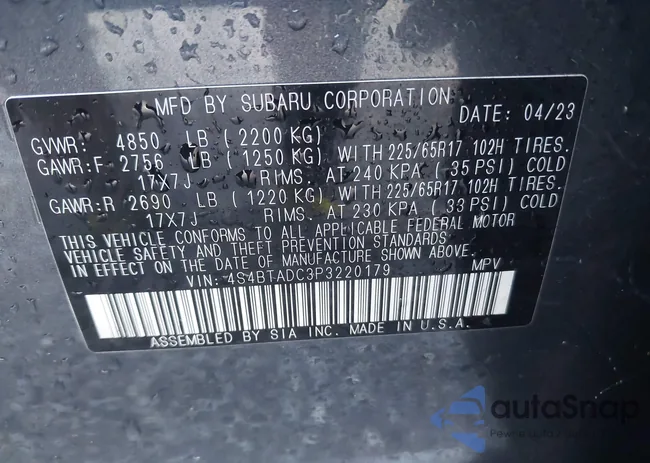 MFD BY SUBARU CORPORATION DATE: 04/23
GVWR: 4850 LB (2200 KG)
GAWR:F 2756 LB (1250 KG) WITH 225/65R17 102H TIRES.
17X7J RIMS. AT 240 KPA (35 PSI) COLD
GAWR:R 2690 LB (1220 KG) WITH 225/65R17 102H TIRES.
17X7J RIMS. AT 230 KPA (33 PSI) COLD
THIS VEHICLE CONFORMS TO ALL APPLICABLE FEDERAL MOTOR
VEHICLE SAFETY AND THEFT PREVENTION STANDARDS
IN EFFECT ON THE DATE OF MANUFACTURE SHOWN ABOVE.
VIN: 4S4BTADC3P3220179 MPV
ASSEMBLED BY SIA INC. MADE IN U.S.A.
autaSnap